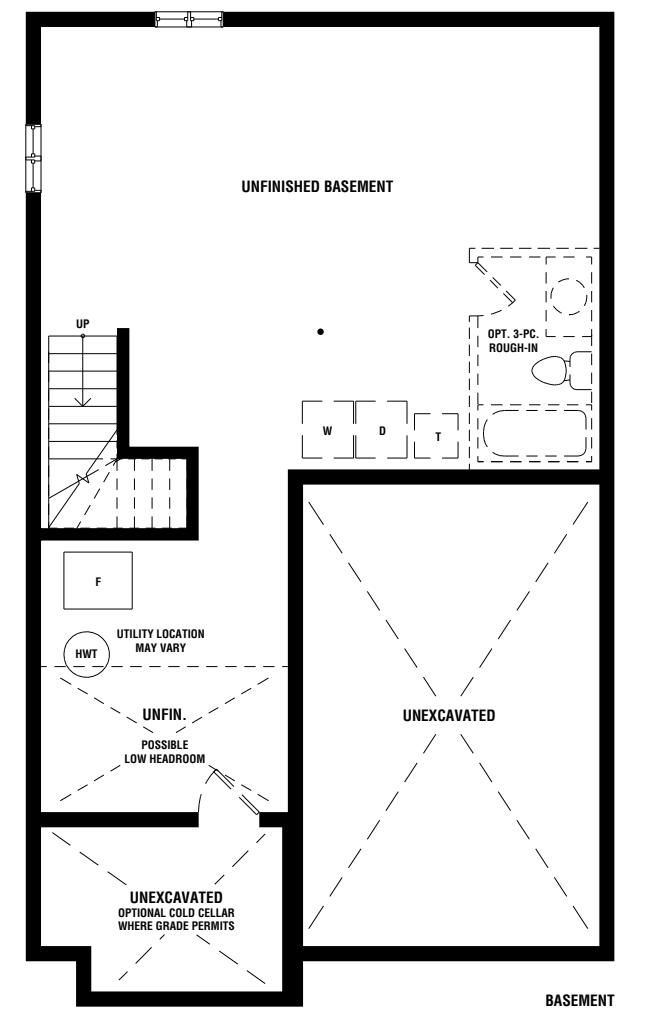 UNFINISHED BASEMENT
UP
OPT. 3-PC.
ROUGH-IN
W
D
T
F
UTILITY LOCATION
MAY VARY
HWT
UNFIN.
POSSIBLE
LOW HEADROOM
UNEXCAVATED
UNEXCAVATED
OPTIONAL COLD CELLAR
WHERE GRADE PERMITS
BASEMENT